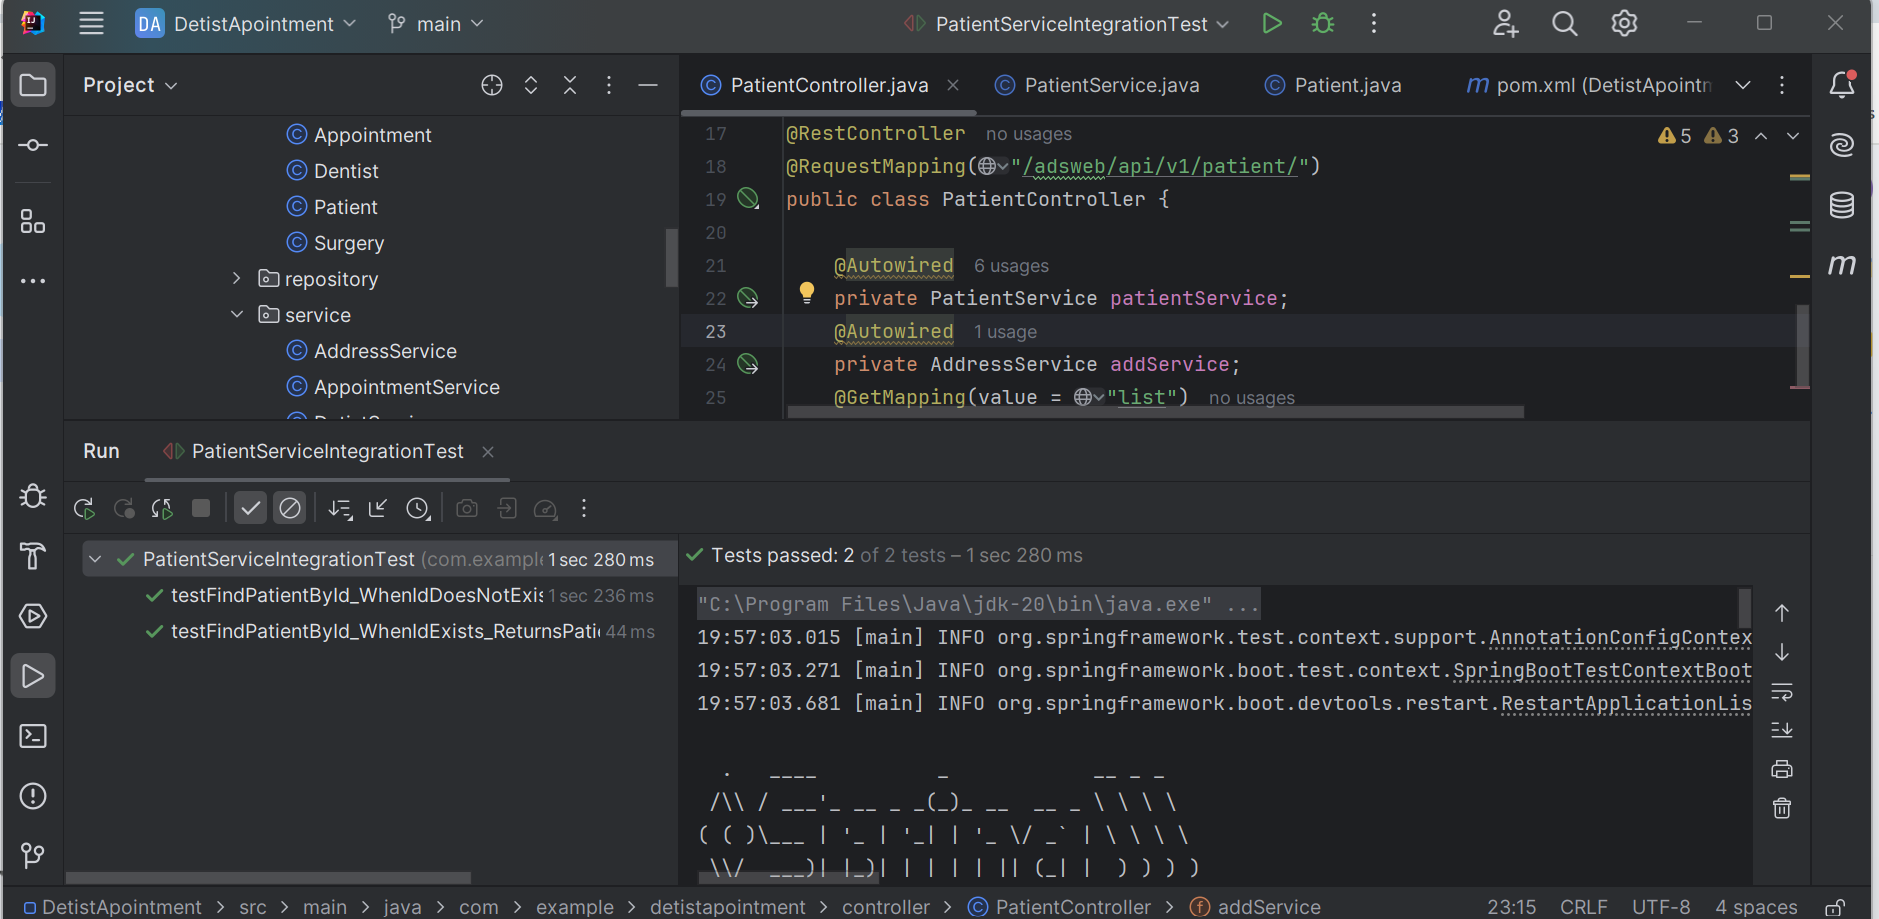 DA DetistApointment main PatientServiceIntegrationTest
Project
Appointment
Dentist
Patient
Surgery
repository
service
AddressService
AppointmentService
PatientController.java PatientService.java Patient.java m pom.xml (DetistApointm
5 3
17 @RestController no usages
18 @RequestMapping("/adsweb/api/v1/patient/")
19 public class PatientController {
20
21 @Autowired 6 usages
22 private PatientService patientService;
23 @Autowired 1 usage
24 private AddressService addService;
25 @GetMapping(value = "list") no usages
Run PatientServiceIntegrationTest
PatientServiceIntegrationTest (com.example 1 sec 280 ms
testFindPatientById_WhenIdDoesNotExis 1 sec 236 ms
testFindPatientById_WhenIdExists_ReturnsPati 44 ms
Tests passed: 2 of 2 tests – 1 sec 280 ms
"C:\Program Files\Java\jdk-20\bin\java.exe" ...
19:57:03.015 [main] INFO org.springframework.test.context.support.AnnotationConfigContex
19:57:03.271 [main] INFO org.springframework.boot.test.context.SpringBootTestContextBoot
19:57:03.681 [main] INFO org.springframework.boot.devtools.restart.RestartApplicationLis
  .   ____          _            __ _ _
 /\\ / ___'_ __ _ _(_)_ __  __ _ \ \ \ \
( ( )\___ | '_ | '_| | '_ \/ _` | \ \ \ \
 \\/  ___)| |_)| | | | | || (_| |  ) ) ) )
DetistApointment > src > main > java > com > example > detistapointment > controller > PatientController > addService 23:15 CRLF UTF-8 4 spaces